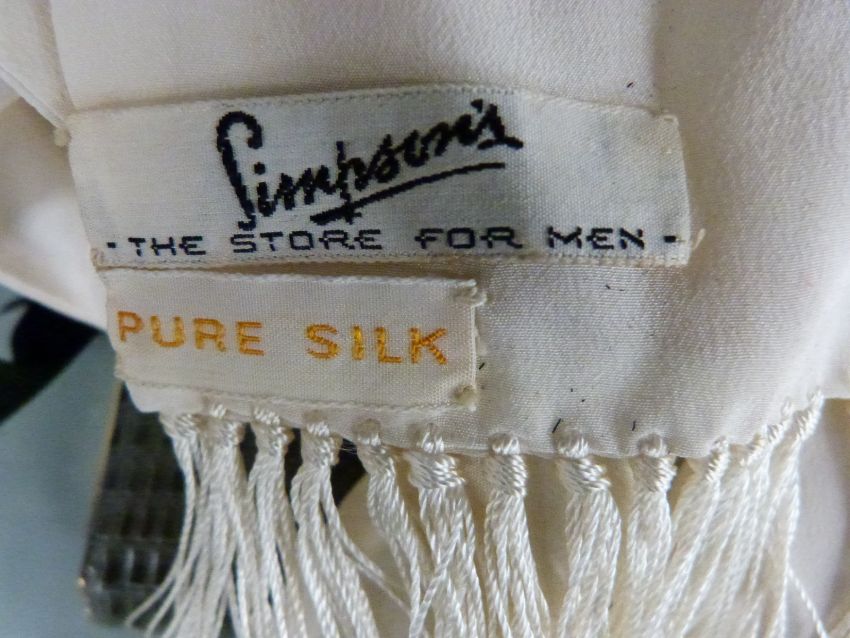 Simpson's
· THE STORE FOR MEN ·
PURE SILK